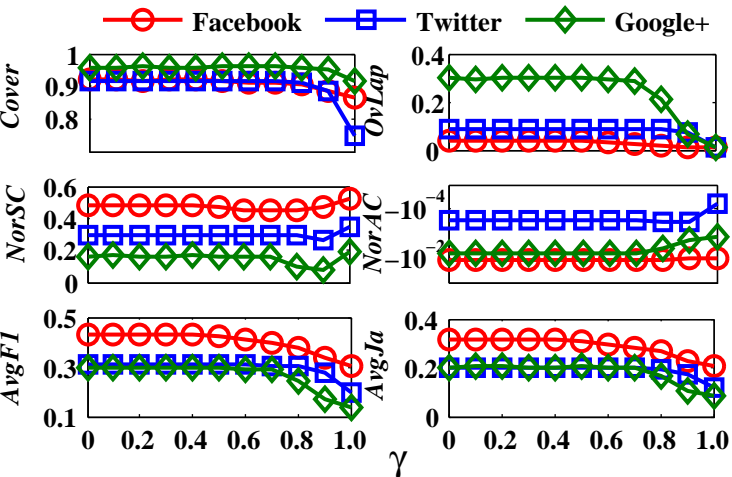 Facebook Twitter Google+
Cover
1
0.9
0.8
OvLap
0.4
0.2
0
NorSC
0.6
0.4
0.2
0
NorAC
−10⁻⁴
−10⁻²
AvgF1
0.5
0.3
0.1
0 0.2 0.4 0.6 0.8 1.0
AvgJa
0.4
0.2
0
0 0.2 0.4 0.6 0.8 1.0
γ